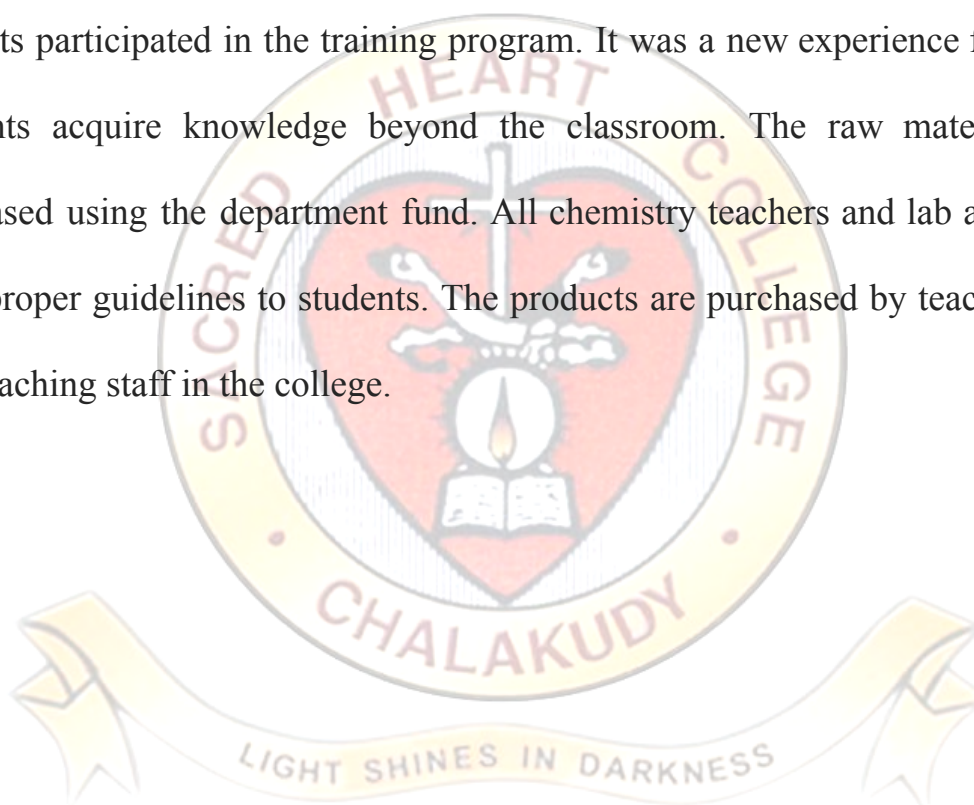 ts participated in the training program. It was a new experience f
nts acquire knowledge beyond the classroom. The raw mate
ased using the department fund. All chemistry teachers and lab a
proper guidelines to students. The products are purchased by teac
eaching staff in the college.
SACRED HEART COLLEGE
CHALAKUDY
LIGHT SHINES IN DARKNESS